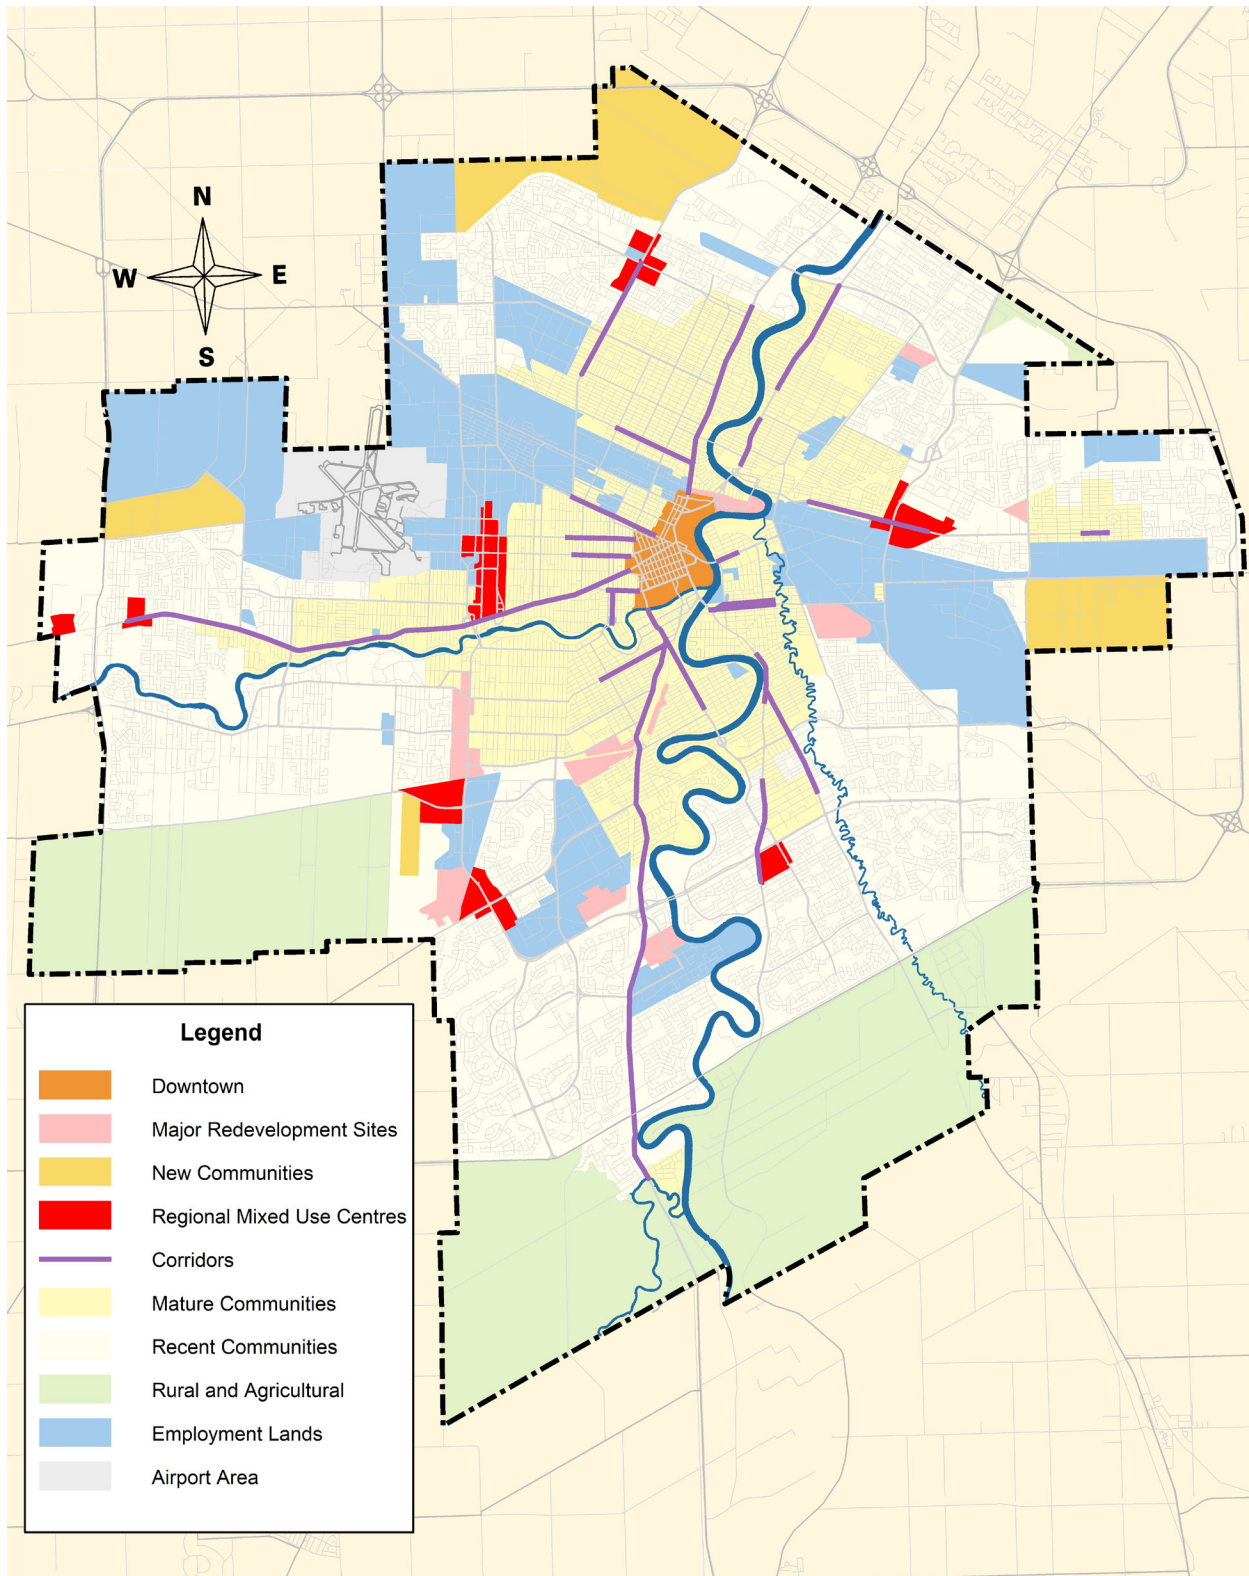 N
W
E
S
Legend
Downtown
Major Redevelopment Sites
New Communities
Regional Mixed Use Centres
Corridors
Mature Communities
Recent Communities
Rural and Agricultural
Employment Lands
Airport Area